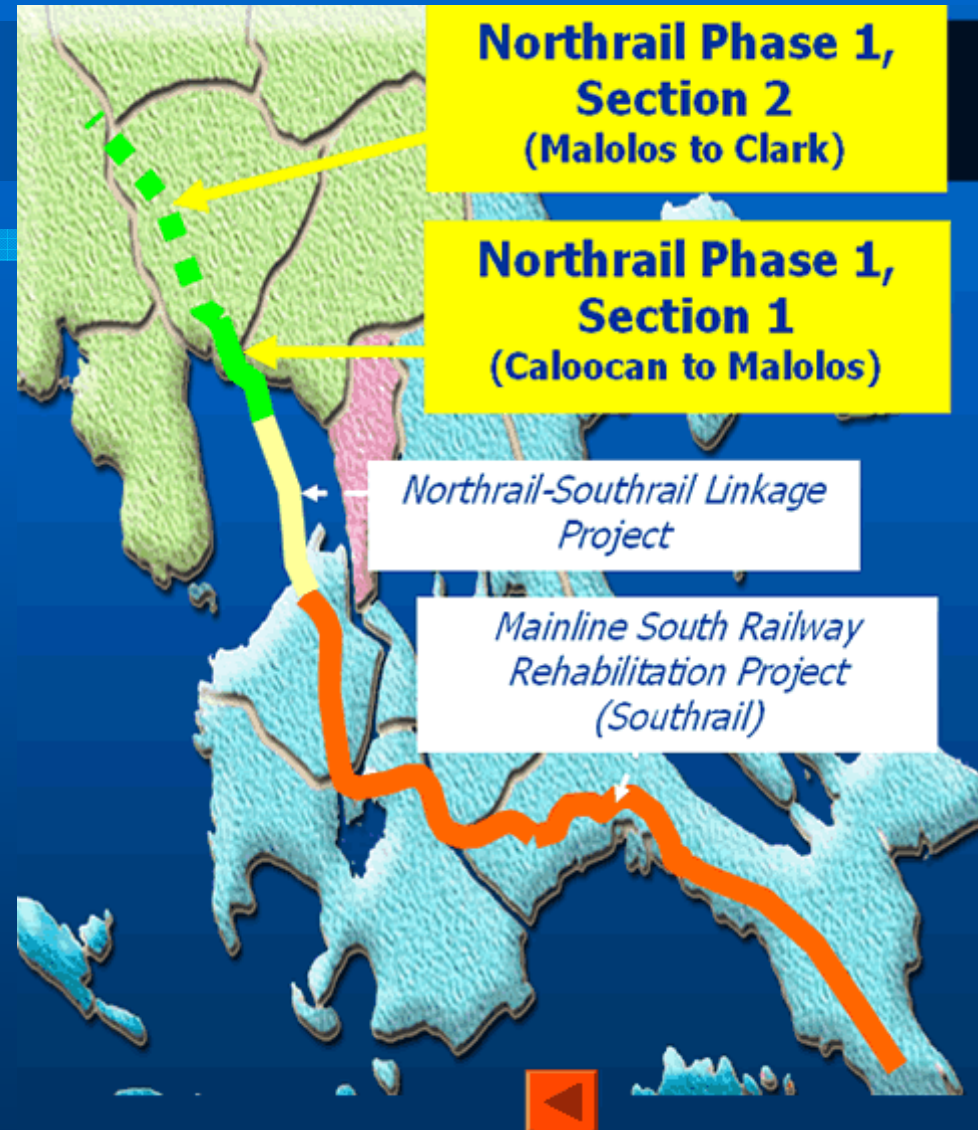 Northrail Phase 1,
Section 2
(Malolos to Clark)
Northrail Phase 1,
Section 1
(Caloocan to Malolos)
Northrail-Southrail Linkage
Project
Mainline South Railway
Rehabilitation Project
(Southrail)